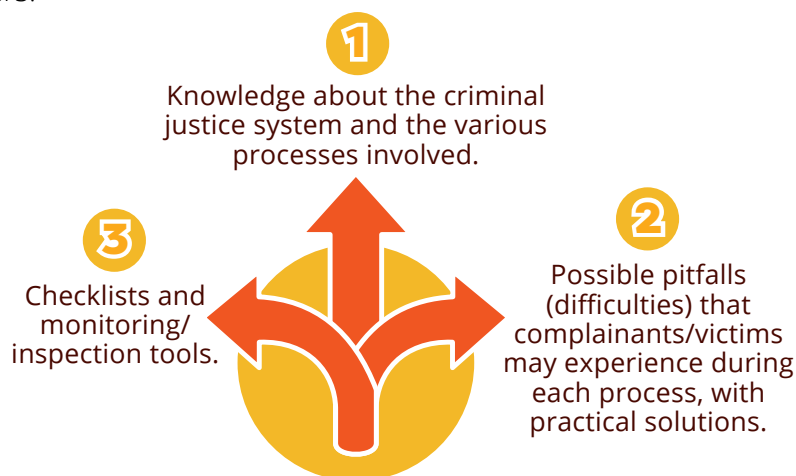 1
Knowledge about the criminal
justice system and the various
processes involved.
2
Possible pitfalls
(difficulties) that
complainants/victims
may experience during
each process, with
practical solutions.
3
Checklists and
monitoring/
inspection tools.